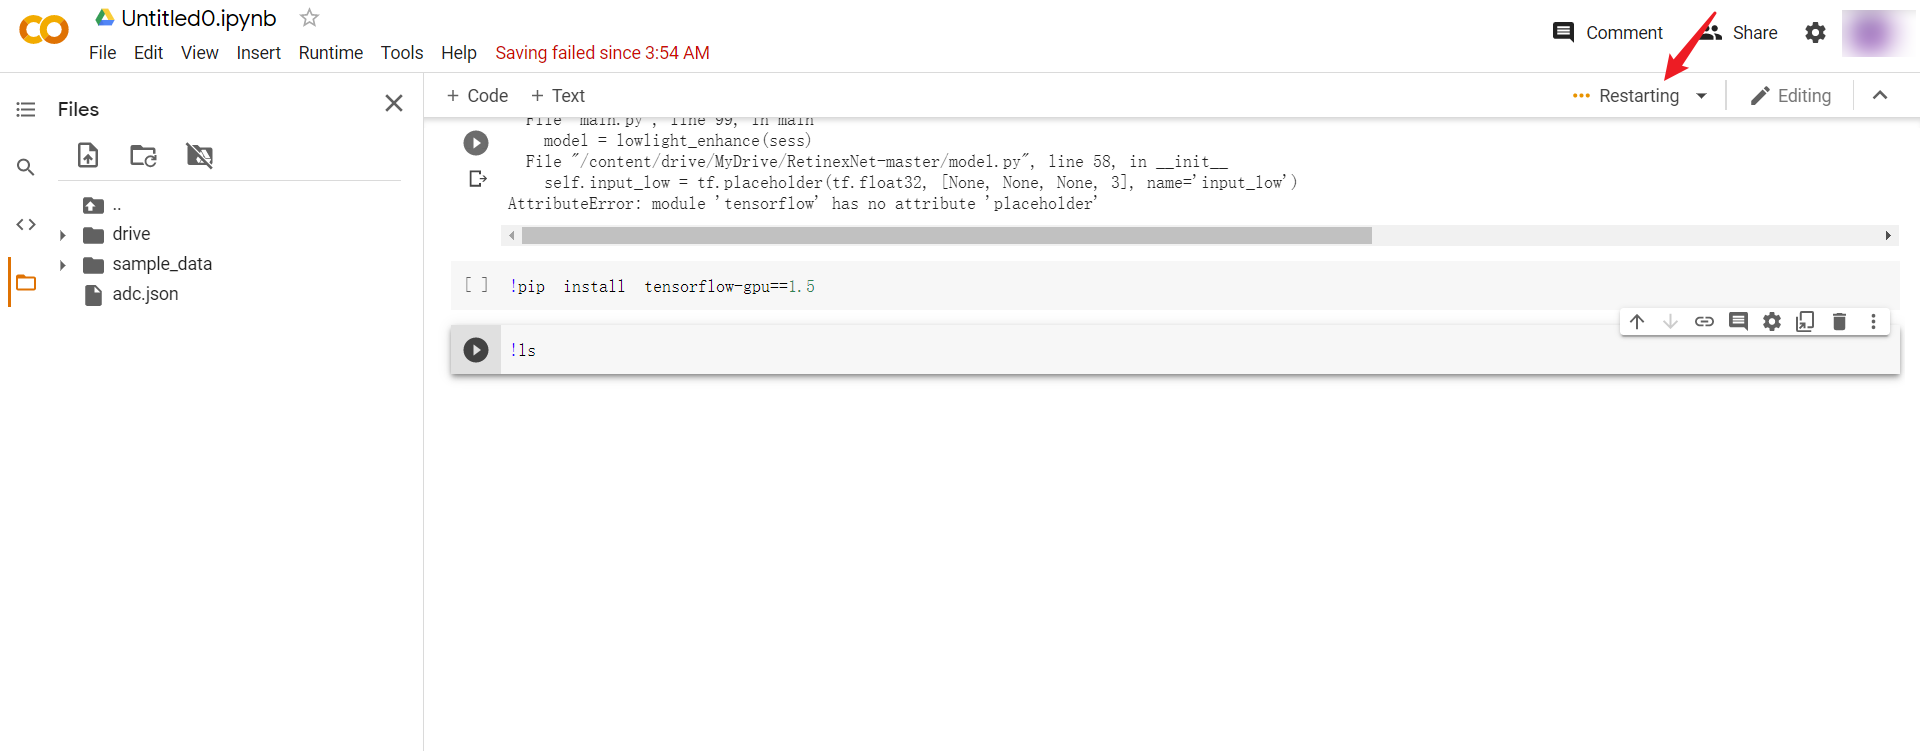 Untitled0.ipynb
File Edit View Insert Runtime Tools Help Saving failed since 3:54 AM
Comment Share
Files
+ Code + Text
Restarting
Editing
..
drive
sample_data
adc.json
File "main.py", line 99, in main
model = lowlight_enhance(sess)
File "/content/drive/MyDrive/RetinexNet-master/model.py", line 58, in __init__
self.input_low = tf.placeholder(tf.float32, [None, None, None, 3], name='input_low')
AttributeError: module 'tensorflow' has no attribute 'placeholder'
[ ] !pip install tensorflow-gpu==1.5
!ls